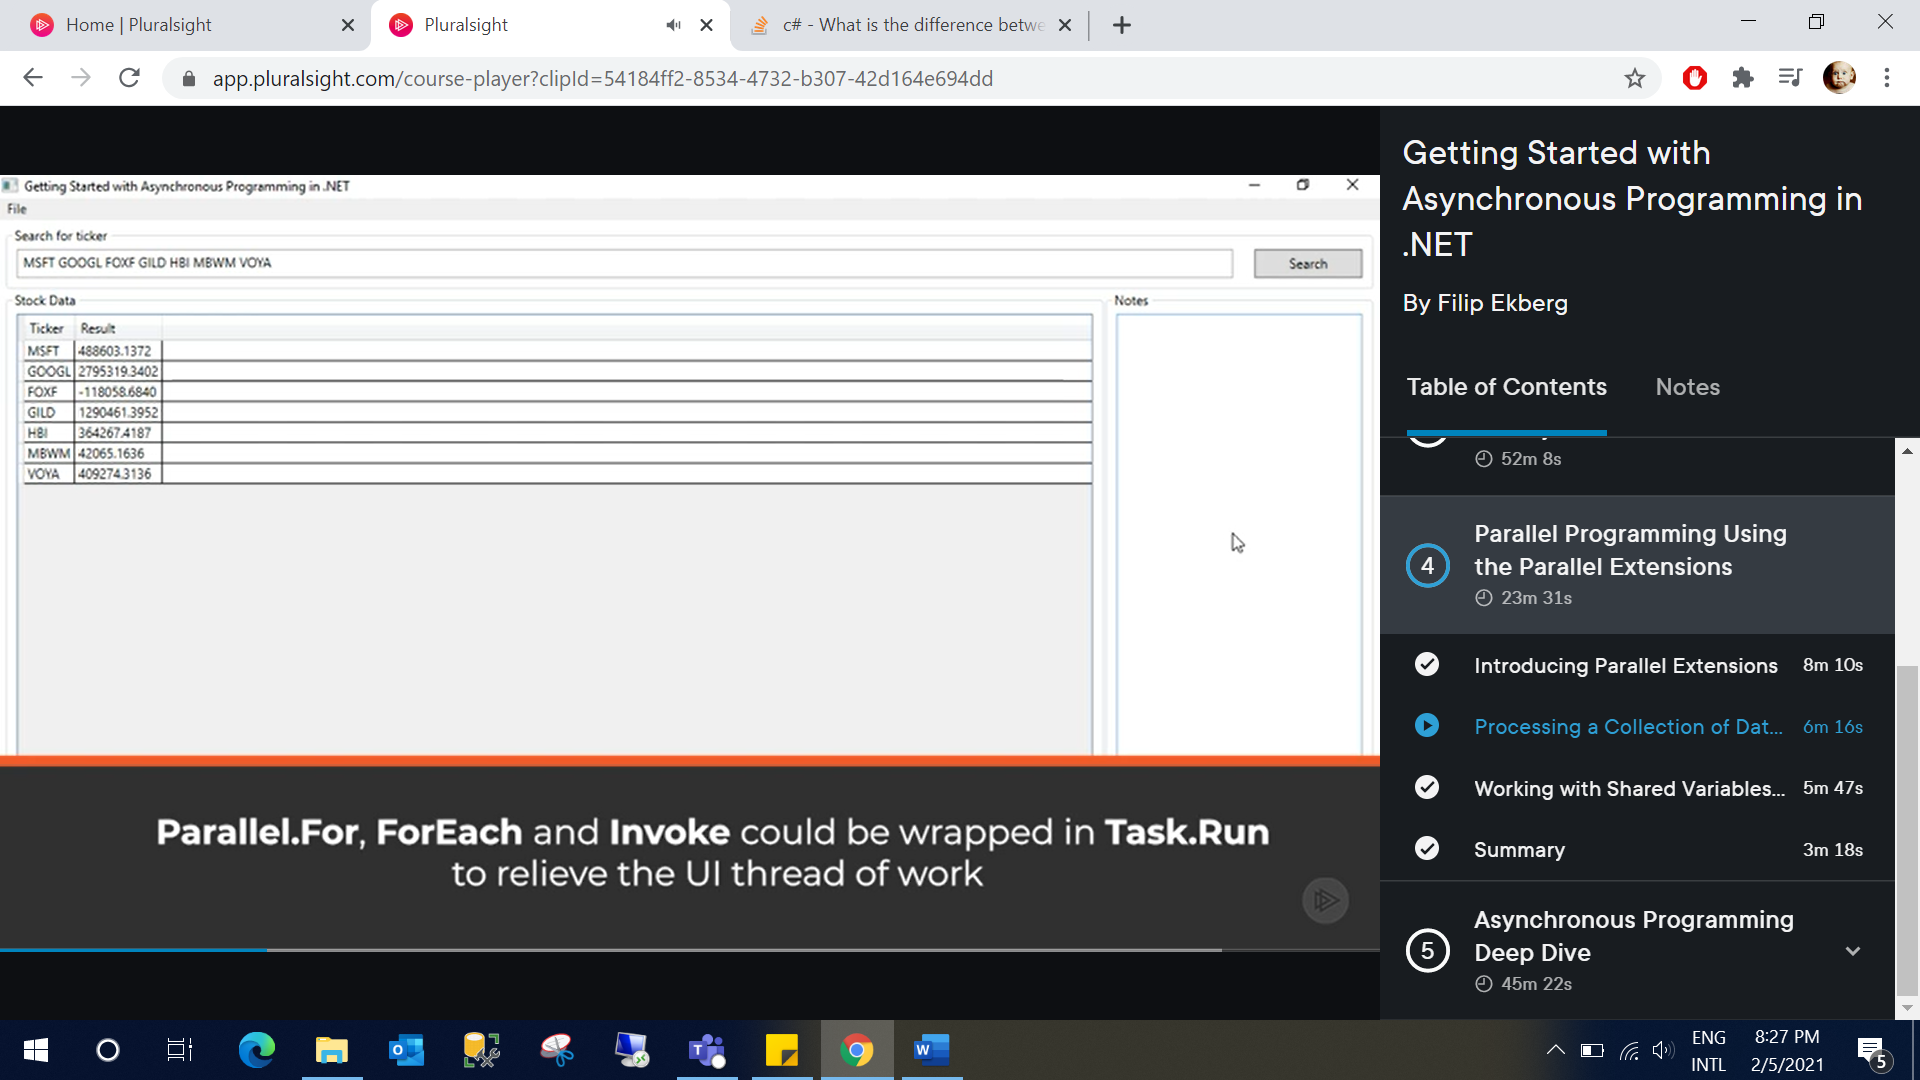 Home | Pluralsight
Pluralsight
c# - What is the difference betwe
app.pluralsight.com/course-player?clipId=54184ff2-8534-4732-b307-42d164e694dd
Getting Started with Asynchronous Programming in .NET
File
Search for ticker
MSFT GOOGL FOXF GILD HBI MBWM VOYA
Search
Stock Data
Notes
Ticker Result
MSFT 488603.1372
GOOGL 2795319.3402
FOXF -118058.6840
GILD 1290461.3952
HBI 364267.4187
MBWM 42065.1636
VOYA 409274.3136
Parallel.For, ForEach and Invoke could be wrapped in Task.Run
to relieve the UI thread of work
Getting Started with
Asynchronous Programming in
.NET
By Filip Ekberg
Table of Contents
Notes
52m 8s
4
Parallel Programming Using
the Parallel Extensions
23m 31s
Introducing Parallel Extensions 8m 10s
Processing a Collection of Dat... 6m 16s
Working with Shared Variables... 5m 47s
Summary 3m 18s
5
Asynchronous Programming
Deep Dive
45m 22s
ENG
INTL
8:27 PM
2/5/2021
5